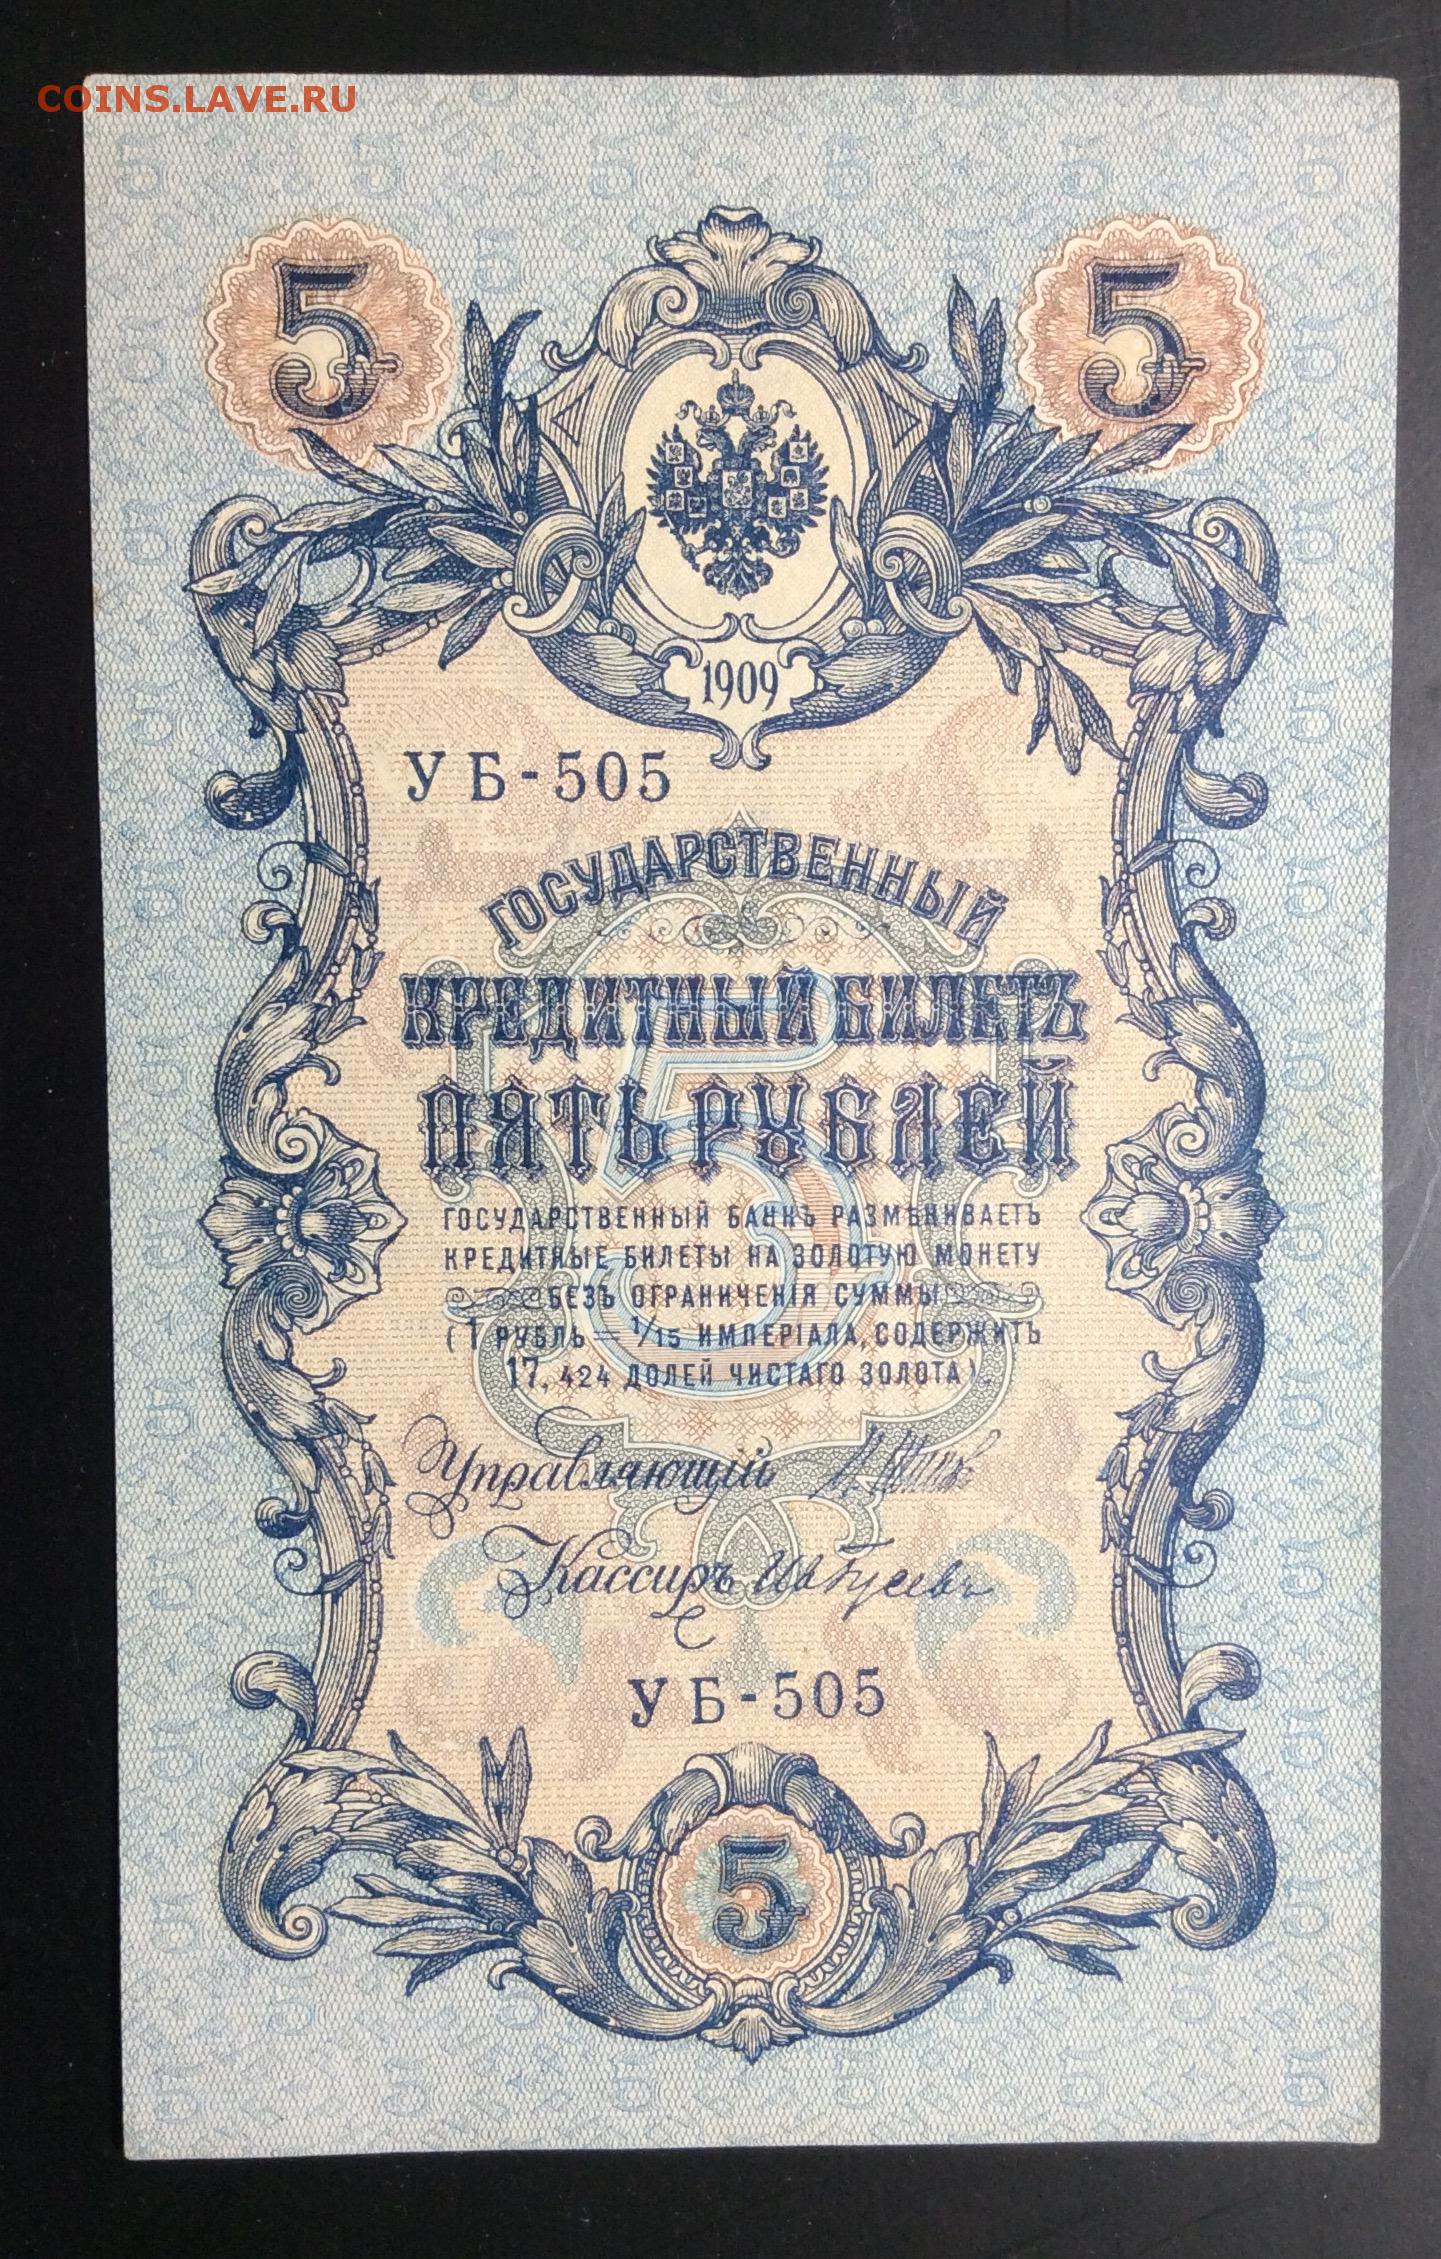 COINS.LAVE.RU
5 5
1909
УБ-505
ГОСУДАРСТВЕННЫЙ
КРЕДИТНЫЙ БИЛЕТЪ
ПЯТЬ РУБЛЕЙ
ГОСУДАРСТВЕННЫЙ БАНКЪ РАЗМѢНИВАЕТЪ
КРЕДИТНЫЕ БИЛЕТЫ НА ЗОЛОТУЮ МОНЕТУ
БЕЗЪ ОГРАНИЧЕНІЯ СУММЫ
(1 РУБЛЬ = 1/15 ИМПЕРІАЛА, СОДЕРЖИТЪ
17,424 ДОЛЕЙ ЧИСТАГО ЗОЛОТА).
Управляющій И. Шиповъ
Кассиръ Гусевъ
УБ-505
5